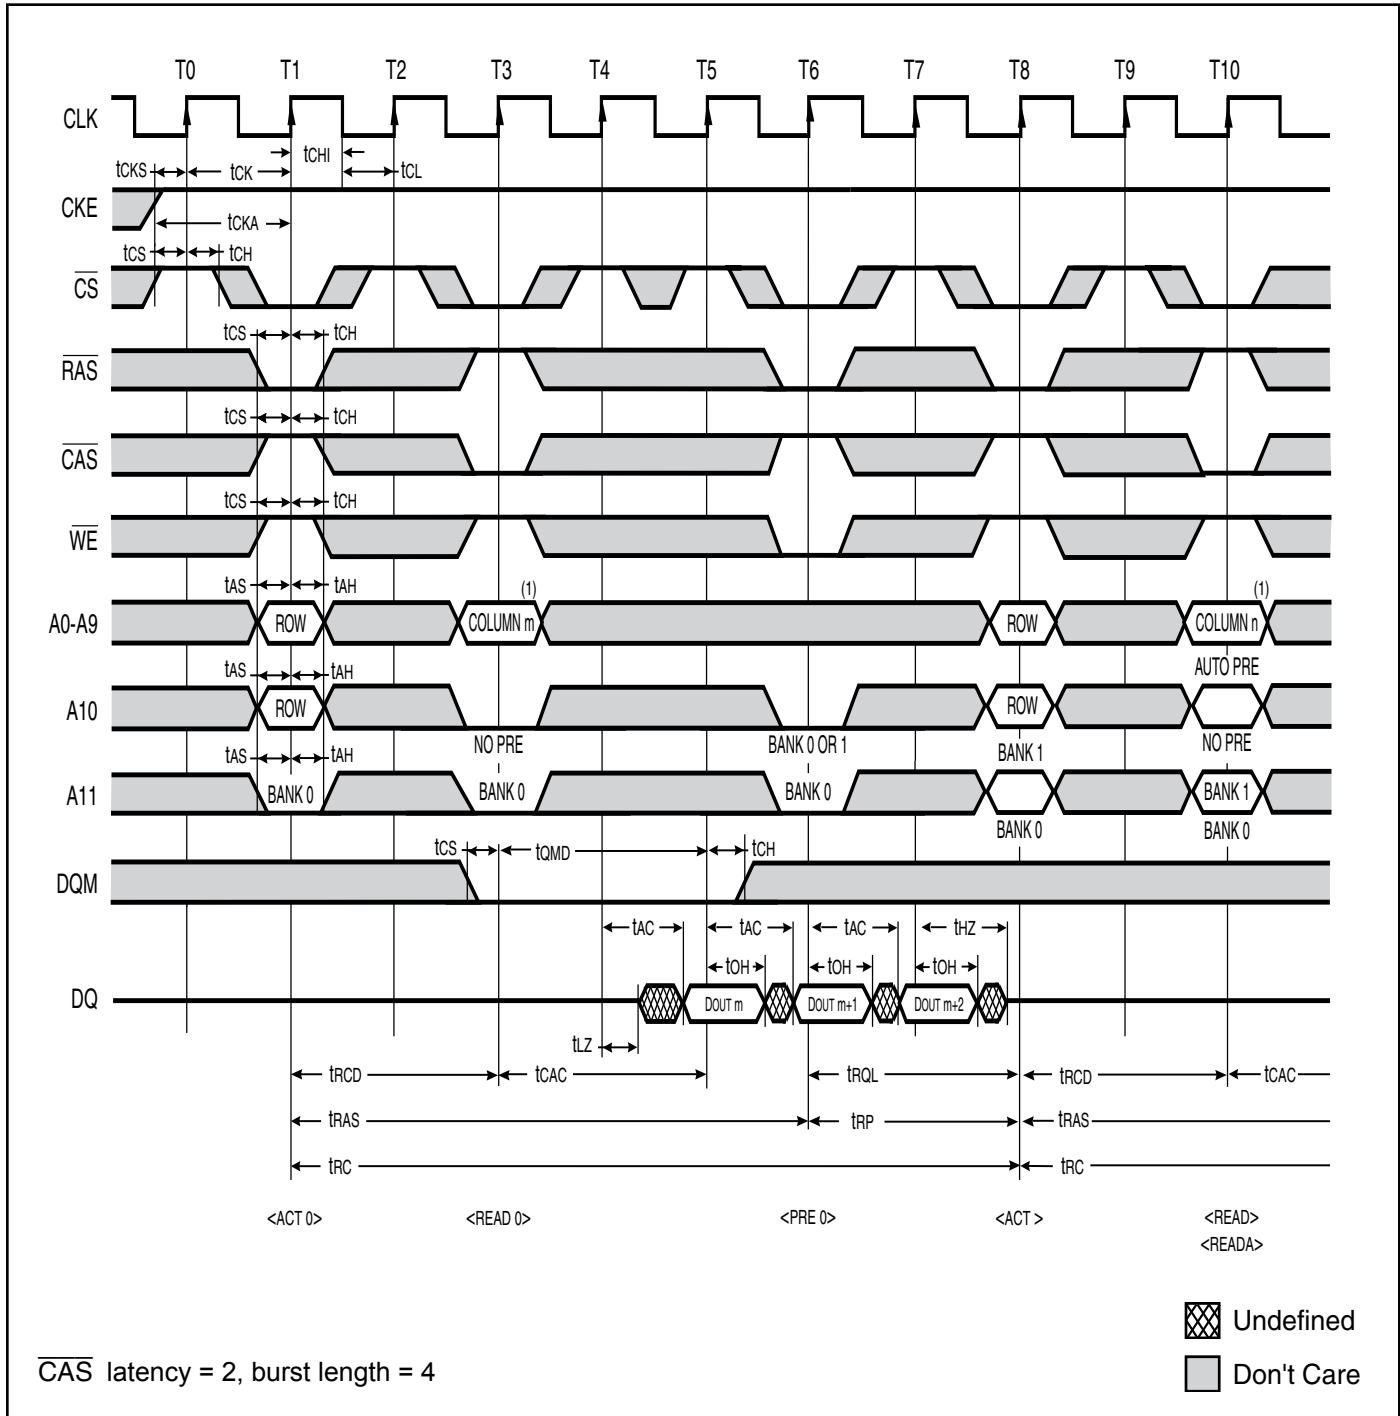 T0 T1 T2 T3 T4 T5 T6 T7 T8 T9 T10
CLK
tCHI
tCKS tCK tCL
CKE
tCKA
tCS tCH
CS
tCS tCH
RAS
tCS tCH
CAS
tCS tCH
WE
tAS tAH (1) (1)
A0-A9 ROW COLUMN m ROW COLUMN n
tAS tAH AUTO PRE
A10 ROW ROW
NO PRE BANK 0 OR 1 BANK 1 NO PRE
tAS tAH
A11 BANK 0 BANK 0 BANK 0 BANK 1
BANK 0 BANK 0
tCS tQMD tCH
DQM
tAC tAC tAC tHZ
tOH tOH tOH
DQ DOUT m DOUT m+1 DOUT m+2
tLZ
tRCD tCAC tRQL tRCD tCAC
tRAS tRP tRAS
tRC tRC
<ACT 0> <READ 0> <PRE 0> <ACT > <READ>
<READA>
Undefined
Don't Care
CAS latency = 2, burst length = 4